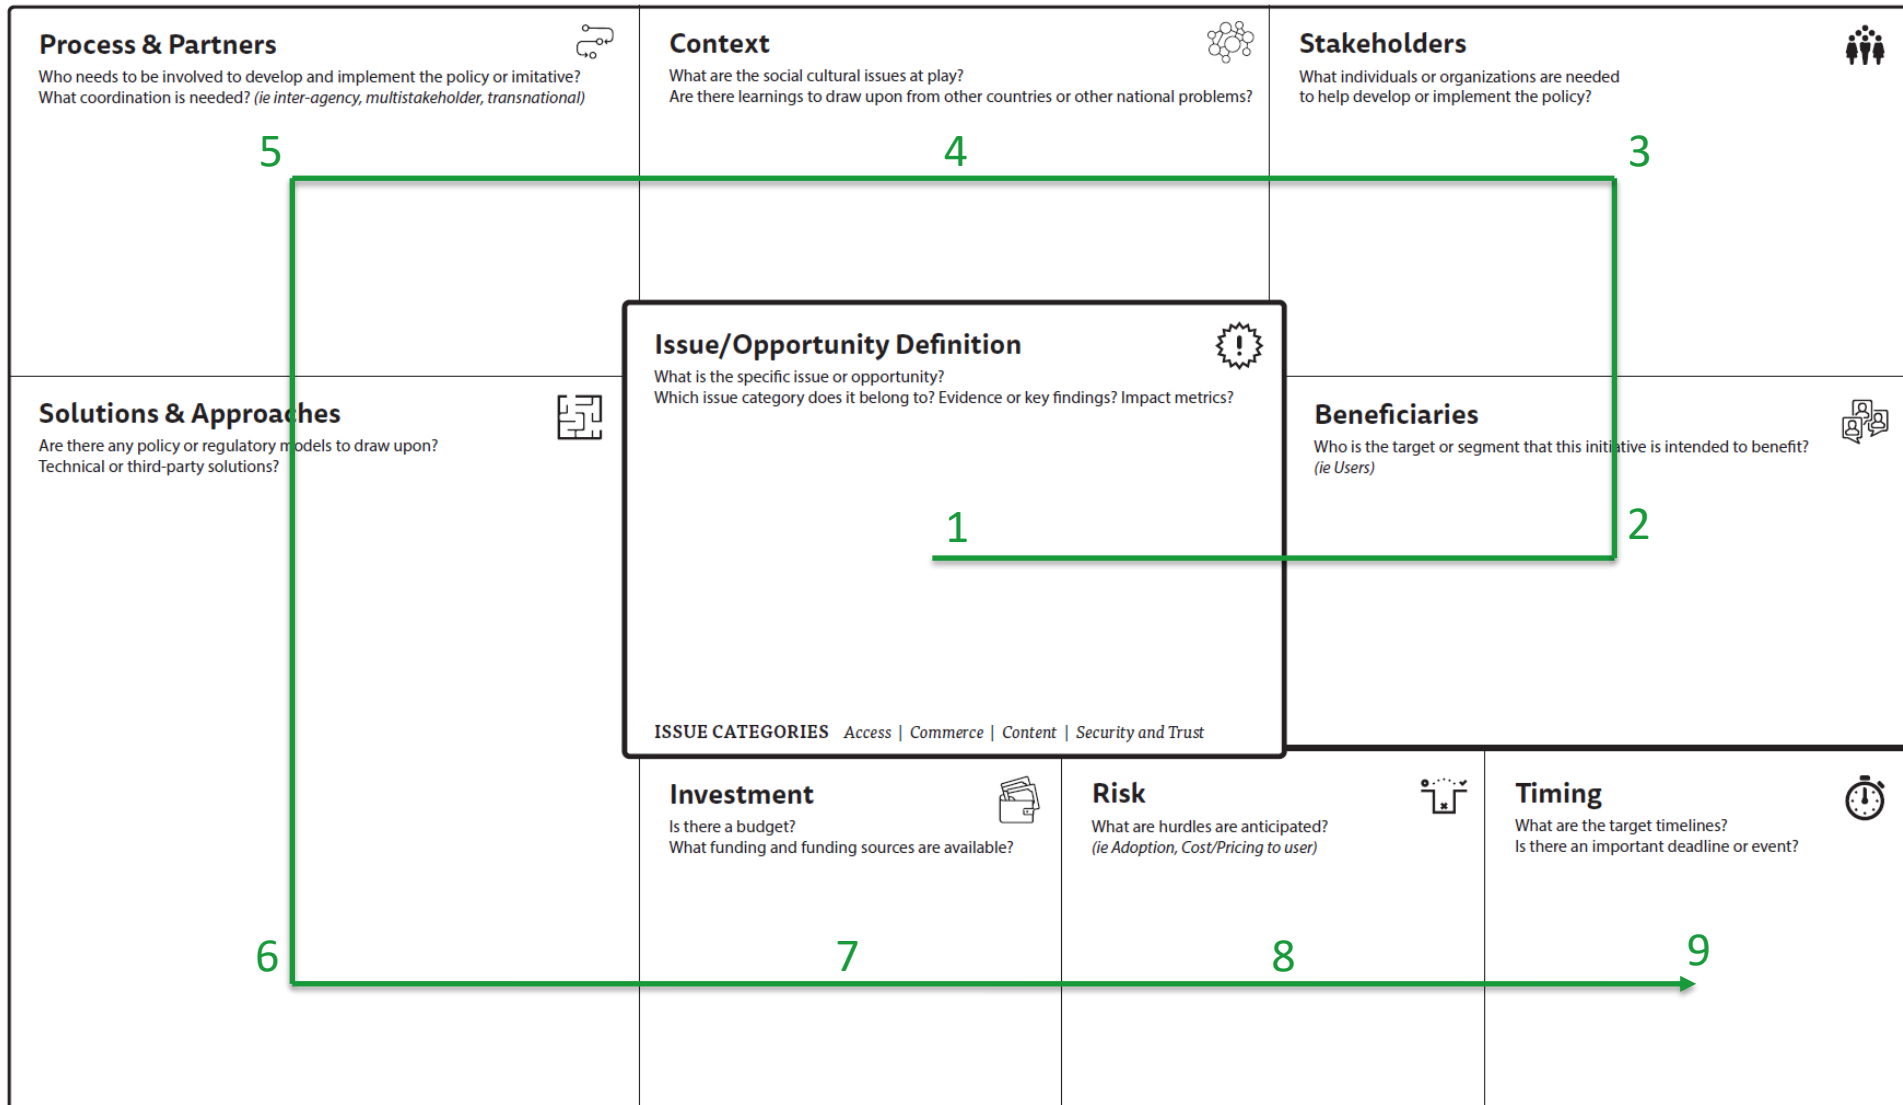 Process & Partners
Who needs to be involved to develop and implement the policy or imitative?
What coordination is needed? (ie inter-agency, multistakeholder, transnational)
5
Context
What are the social cultural issues at play?
Are there learnings to draw upon from other countries or other national problems?
4
Stakeholders
What individuals or organizations are needed
to help develop or implement the policy?
3
Issue/Opportunity Definition
What is the specific issue or opportunity?
Which issue category does it belong to? Evidence or key findings? Impact metrics?
1
ISSUE CATEGORIES Access | Commerce | Content | Security and Trust
Solutions & Approaches
Are there any policy or regulatory models to draw upon?
Technical or third-party solutions?
6
Beneficiaries
Who is the target or segment that this initiative is intended to benefit?
(ie Users)
2
Investment
Is there a budget?
What funding and funding sources are available?
7
Risk
What are hurdles are anticipated?
(ie Adoption, Cost/Pricing to user)
8
Timing
What are the target timelines?
Is there an important deadline or event?
9